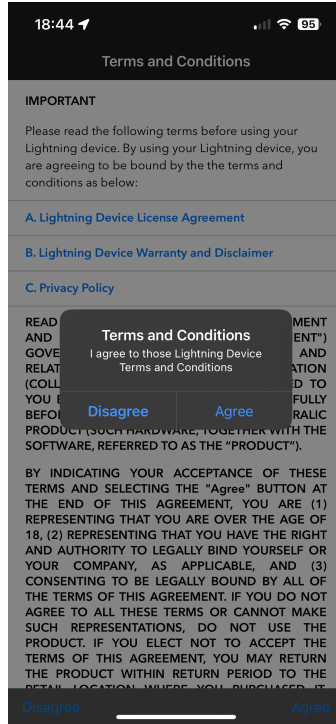 18:44
95
Terms and Conditions
IMPORTANT
Please read the following terms before using your
Lightning device. By using your Lightning device, you
are agreeing to be bound by the the terms and
conditions as below:
A. Lightning Device License Agreement
B. Lightning Device Warranty and Disclaimer
C. Privacy Policy
READ MENT
AND ENT")
GOVE AND
RELAT ATION
(COLL ED TO
YOU E FULLY
BEFO RALIC
Terms and Conditions
I agree to those Lightning Device
Terms and Conditions
Disagree Agree
PRODUCT (SUCH HARDWARE, TOGETHER WITH THE
SOFTWARE, REFERRED TO AS THE “PRODUCT”).
BY INDICATING YOUR ACCEPTANCE OF THESE
TERMS AND SELECTING THE "Agree" BUTTON AT
THE END OF THIS AGREEMENT, YOU ARE (1)
REPRESENTING THAT YOU ARE OVER THE AGE OF
18, (2) REPRESENTING THAT YOU HAVE THE RIGHT
AND AUTHORITY TO LEGALLY BIND YOURSELF OR
YOUR COMPANY, AS APPLICABLE, AND (3)
CONSENTING TO BE LEGALLY BOUND BY ALL OF
THE TERMS OF THIS AGREEMENT. IF YOU DO NOT
AGREE TO ALL THESE TERMS OR CANNOT MAKE
SUCH REPRESENTATIONS, DO NOT USE THE
PRODUCT. IF YOU ELECT NOT TO ACCEPT THE
TERMS OF THIS AGREEMENT, YOU MAY RETURN
THE PRODUCT WITHIN RETURN PERIOD TO THE
RETAIL LOCATION WHERE YOU PURCHASED IT
Disagree Agree